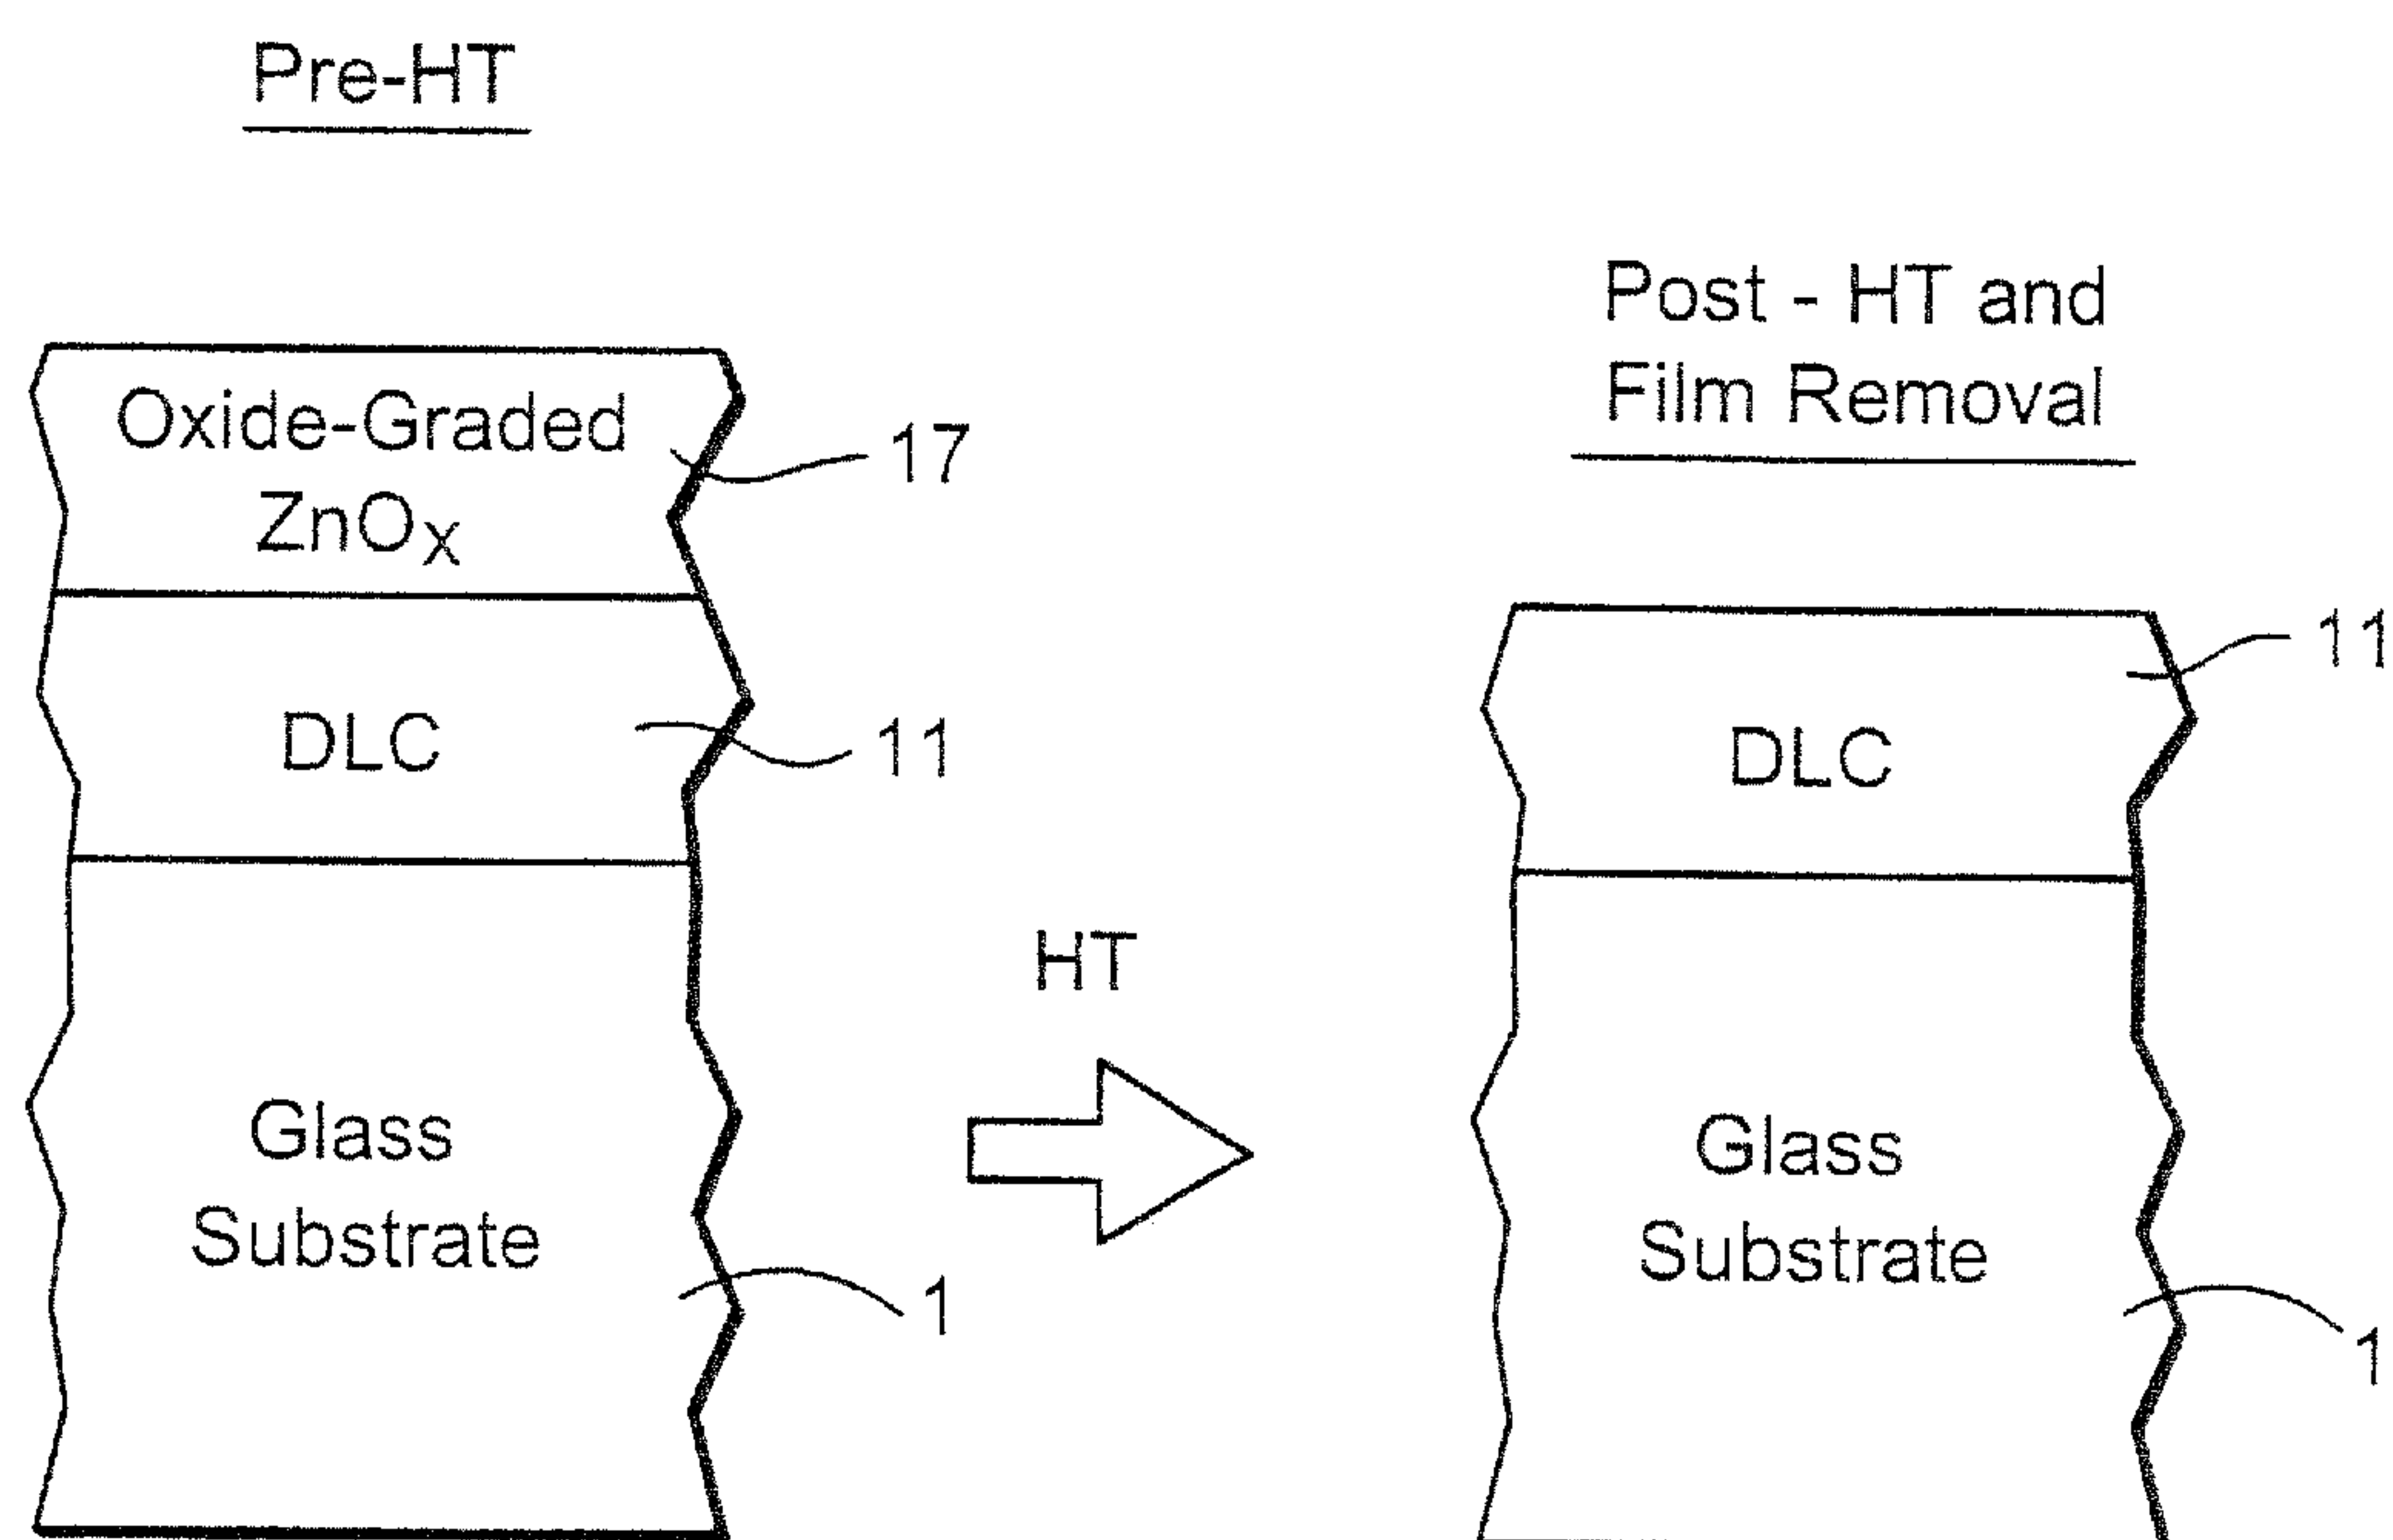 Pre-HT
Oxide-Graded
ZnOx
17
DLC
11
Glass
Substrate
1
HT
Post - HT and
Film Removal
DLC
11
Glass
Substrate
1